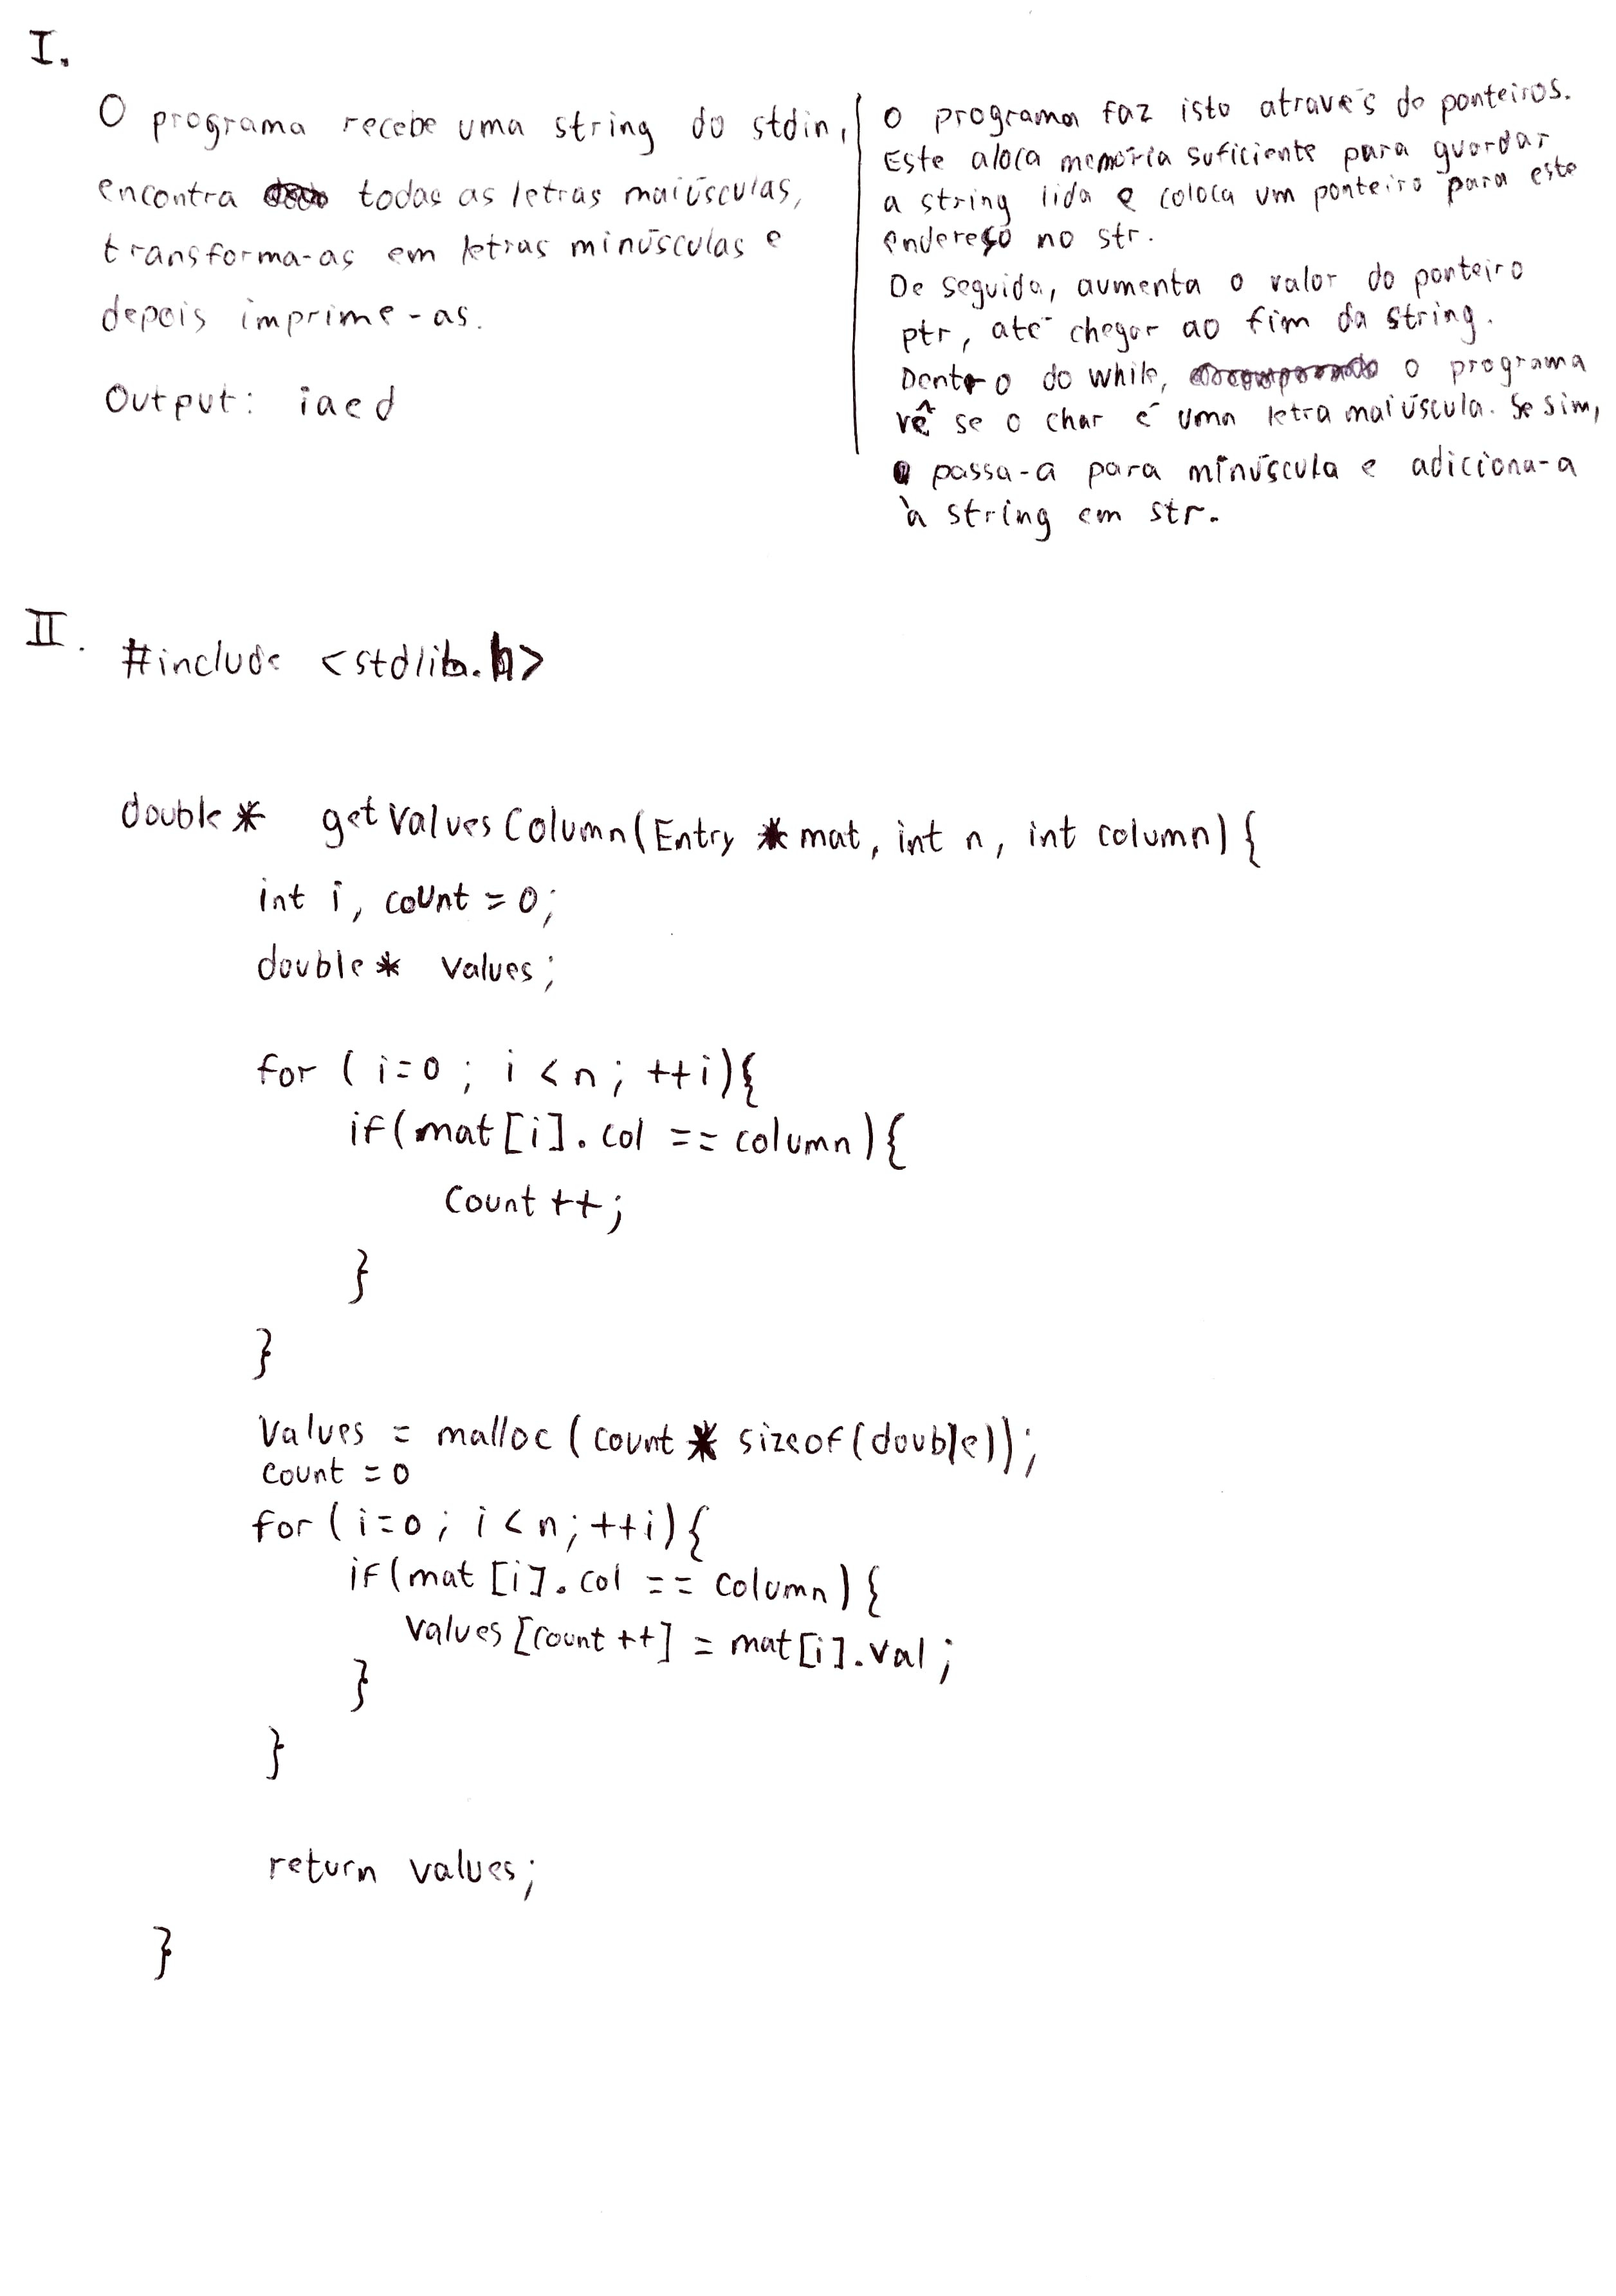 I.
O programa recebe uma string do stdin,
encontra todas as letras maiúsculas,
transforma-as em letras minúsculas e
depois imprime-as.
Output: iaed
O programa faz isto através de ponteiros.
Este aloca memória suficiente para guardar
a string lida e coloca um ponteiro para este
endereço no str.
De seguida, aumenta o valor do ponteiro
ptr, até chegar ao fim da string.
Dentro do while, o programa
vê se o char é uma letra maiúscula. Se sim,
passa-a para minúscula e adiciona-a
à string em str.
II.
#include <stdlib.h>
double* getValuesColumn(Entry *mat, int n, int column){
int i, count = 0;
double* values;
for ( i=0 ; i < n ; ++i){
if(mat[i].col == column){
count++;
}
}
values = malloc(count * sizeof(double));
count = 0
for (i=0 ; i < n; ++i){
if(mat[i].col == column){
values[count++] = mat[i].val;
}
}
return values;
}